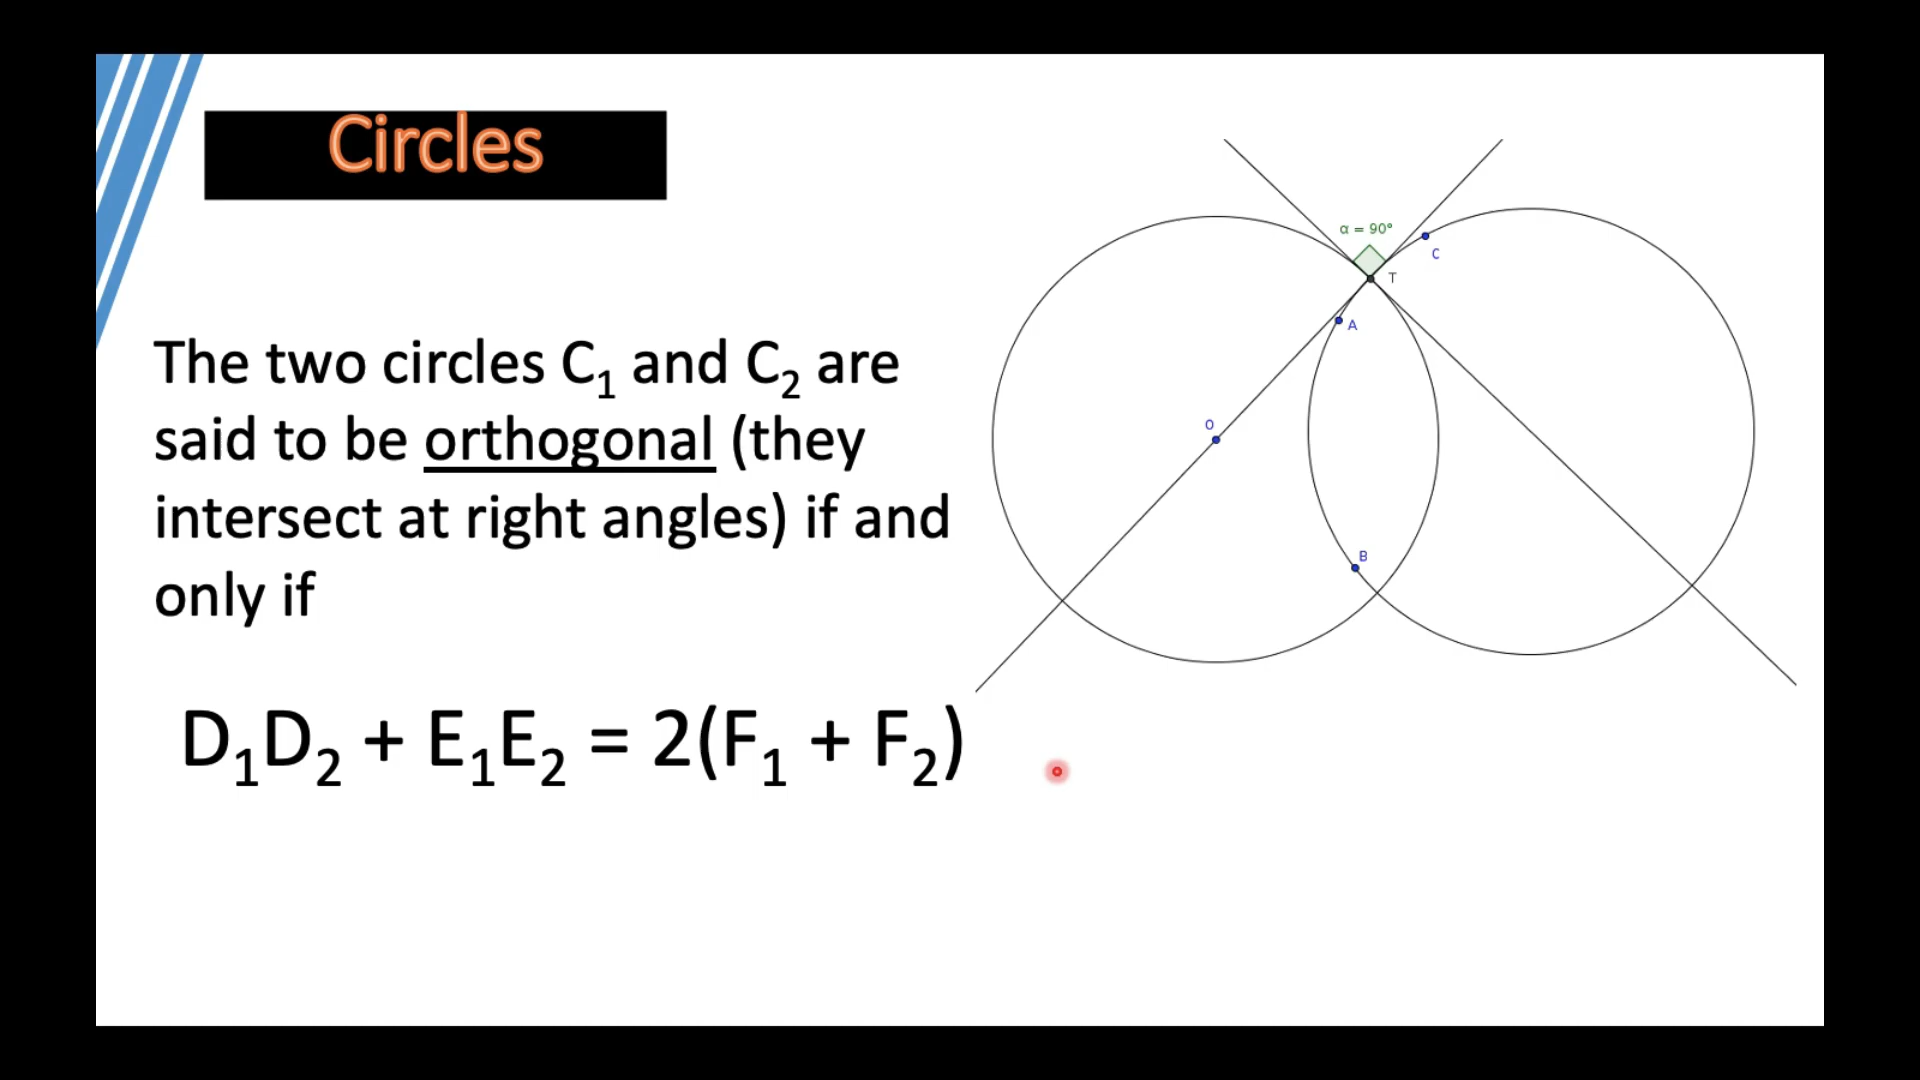 Circles
The two circles C₁ and C₂ are
said to be orthogonal (they
intersect at right angles) if and
only if
D₁D₂ + E₁E₂ = 2(F₁ + F₂)
α = 90°
C
T
A
O
B